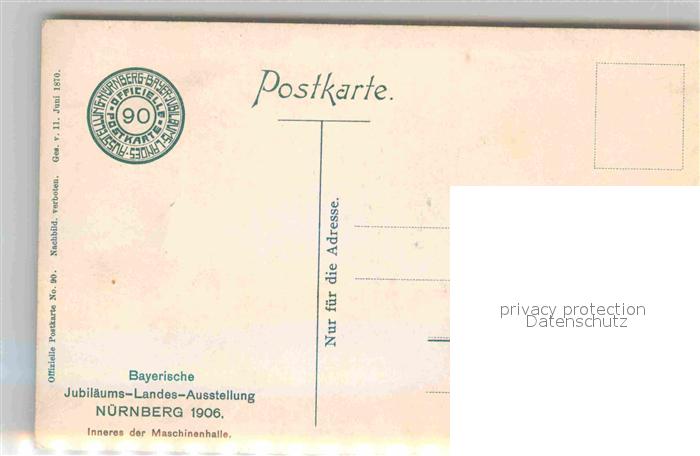 Postkarte.
NÜRNBERG·BAYER·JUBILÄUMS·LANDES-AUSSTELLUNG
OFFICIELLE
90
POSTKARTE
Offizielle Postkarte No. 90. Nachbild. verboten. Ges. v. 11. Juni 1870.
Nur für die Adresse.
privacy protection
Datenschutz
Bayerische
Jubiläums-Landes-Ausstellung
NÜRNBERG 1906.
Inneres der Maschinenhalle.